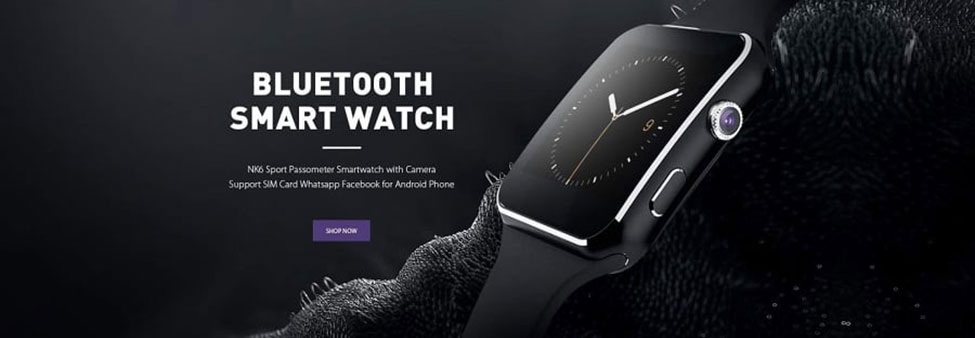 BLUETOOTH
SMART WATCH
NK6 Sport Passometer Smartwatch with Camera
Support SIM Card Whatsapp Facebook for Android Phone
SHOP NOW
9